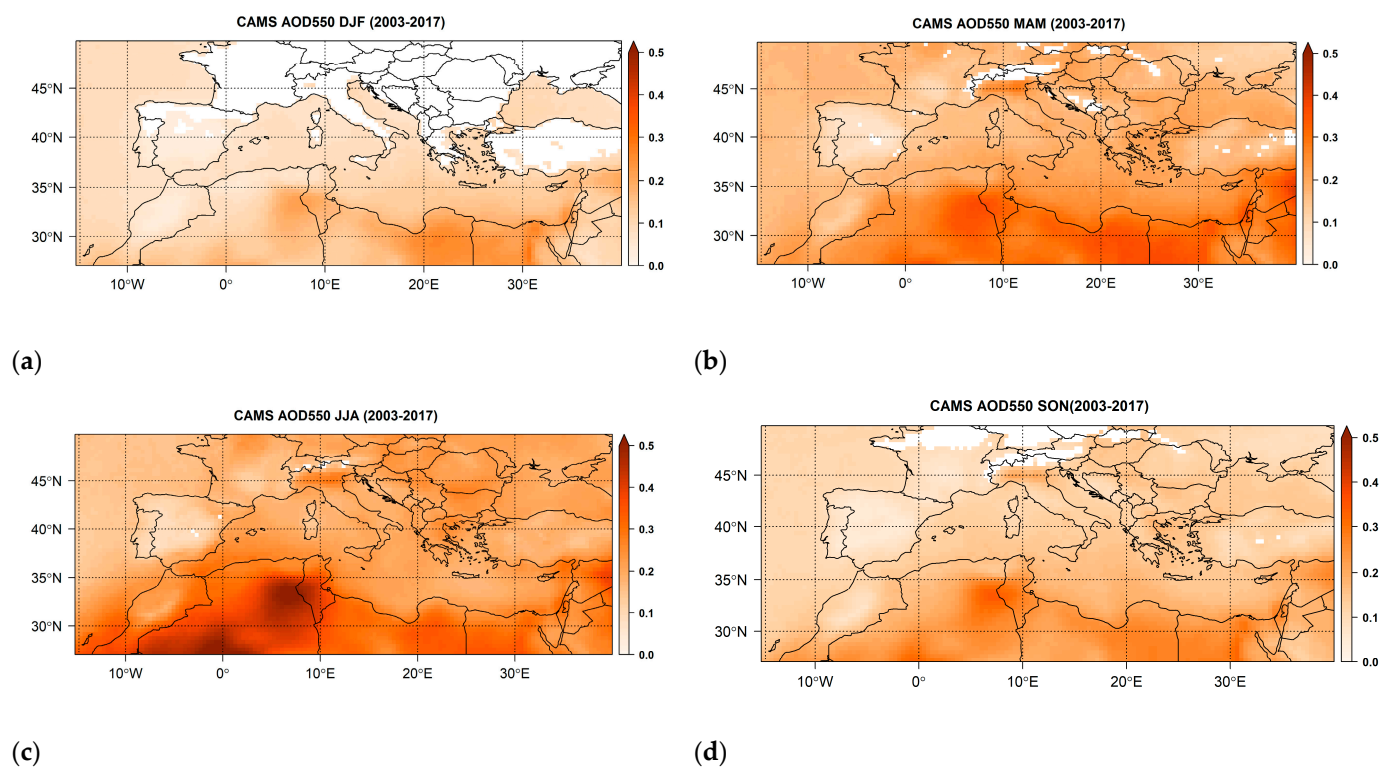 CAMS AOD550 DJF (2003-2017)
45°N
40°N
35°N
30°N
10°W
0°
10°E
20°E
30°E
0.5
0.4
0.3
0.2
0.1
0.0
(a)
CAMS AOD550 MAM (2003-2017)
45°N
40°N
35°N
30°N
10°W
0°
10°E
20°E
30°E
0.5
0.4
0.3
0.2
0.1
0.0
(b)
CAMS AOD550 JJA (2003-2017)
45°N
40°N
35°N
30°N
10°W
0°
10°E
20°E
30°E
0.5
0.4
0.3
0.2
0.1
0.0
(c)
CAMS AOD550 SON(2003-2017)
45°N
40°N
35°N
30°N
10°W
0°
10°E
20°E
30°E
0.5
0.4
0.3
0.2
0.1
0.0
(d)